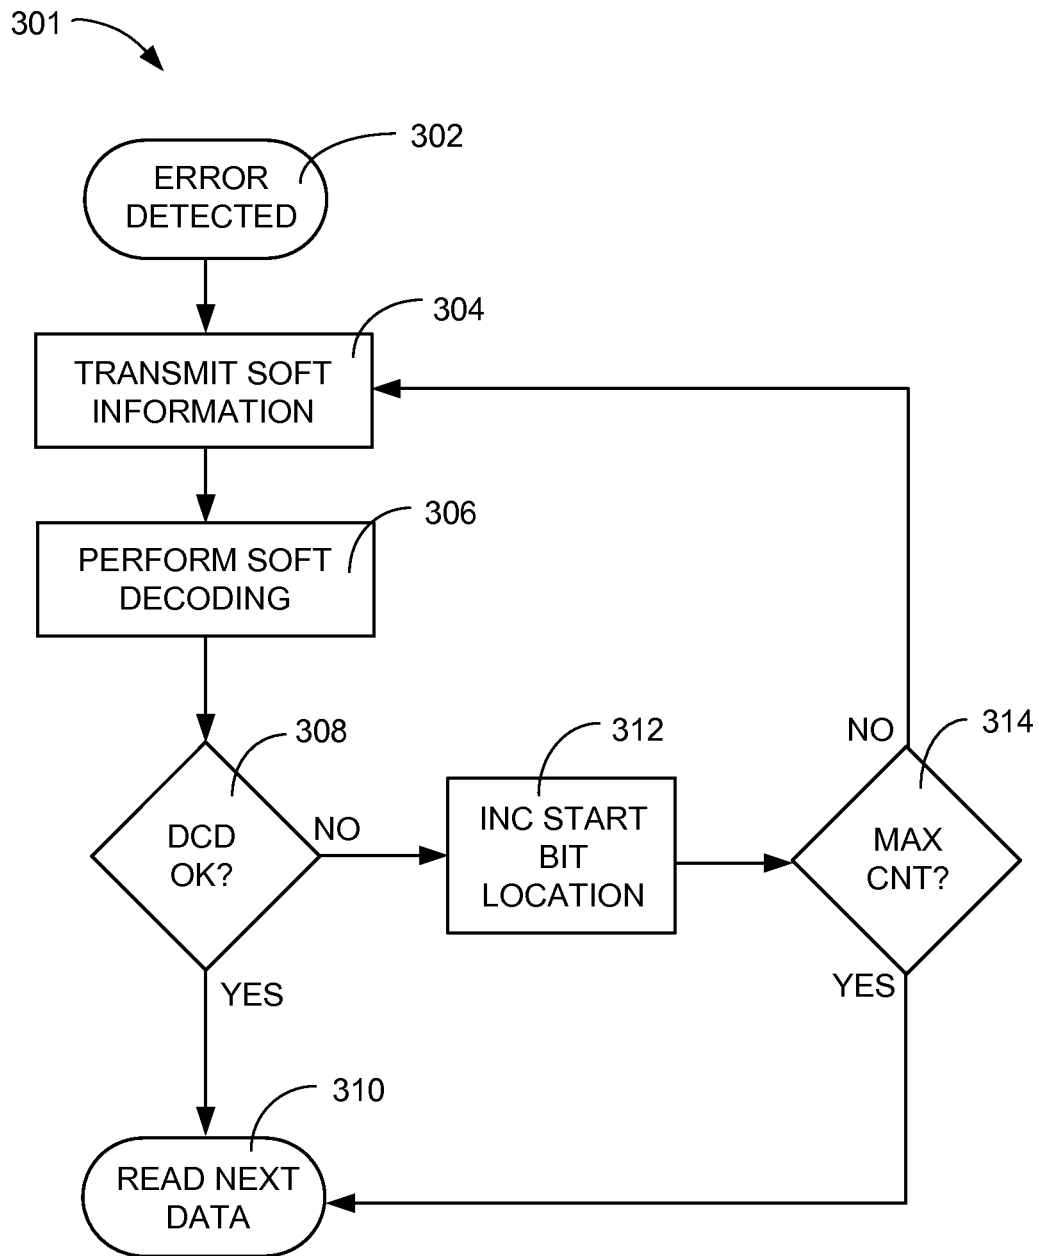 301
302
ERROR
DETECTED
304
TRANSMIT SOFT
INFORMATION
306
PERFORM SOFT
DECODING
308
DCD
OK?
NO
312
INC START
BIT
LOCATION
314
NO
MAX
CNT?
YES
YES
310
READ NEXT
DATA